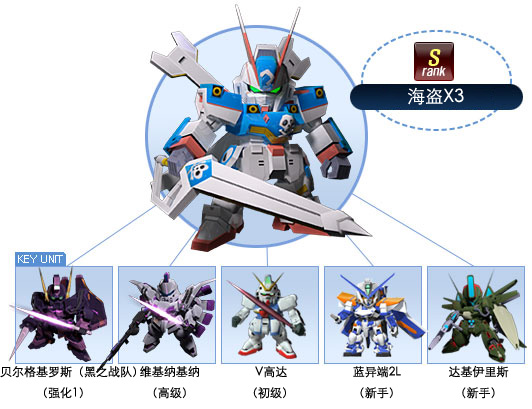 S
rank
海盗X3
KEY UNIT
贝尔格基罗斯（黑之战队） 维基纳基纳 V高达 蓝异端2L 达基伊里斯
（强化1） （高级） （初级） （新手） （新手）